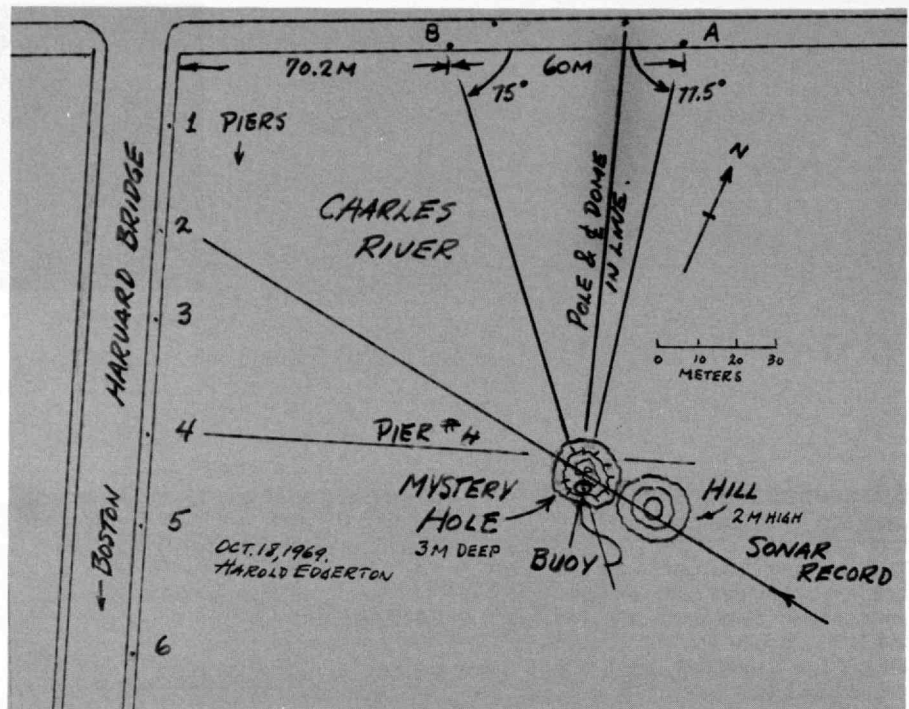 B
A
70.2M
60M
75°
77.5°
1 PIERS
HARVARD BRIDGE
N
2
CHARLES
RIVER
POLE & ₵ DOME
IN LINE.
3
0 10 20 30
METERS
4
PIER #4
MYSTERY
HOLE
3M DEEP
HILL
2M HIGH
5
BUOY
SONAR
RECORD
OCT. 18, 1969.
HAROLD EDGERTON
BOSTON
6